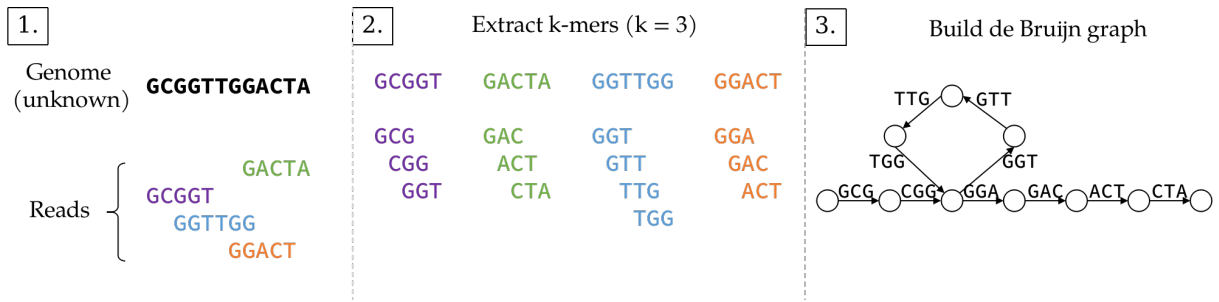 1.
Genome
(unknown)
GCGGTTGGACTA
Reads
GACTA
GCGGT
GGTTGG
GGACT
2.
Extract k-mers (k = 3)
GCGGT GACTA GGTTGG GGACT
GCG GAC GGT GGA
CGG ACT GTT GAC
GGT CTA TTG ACT
TGG
3.
Build de Bruijn graph
TTG GTT
TGG GGT
GCG CGG GGA GAC ACT CTA